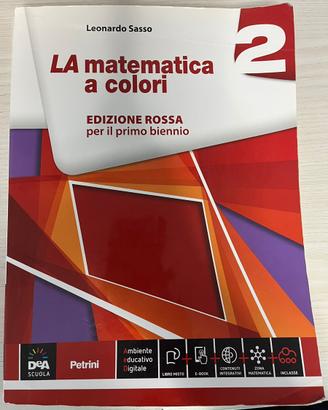 Leonardo Sasso
2
LA matematica
a colori
EDIZIONE ROSSA
per il primo biennio
DeA
SCUOLA
Petrini
Ambiente
educativo
Digitale
LIBRO MISTO
E-BOOK
CONTENUTI
INTEGRATIVI
ZONA
MATEMATICA
INCLASSE